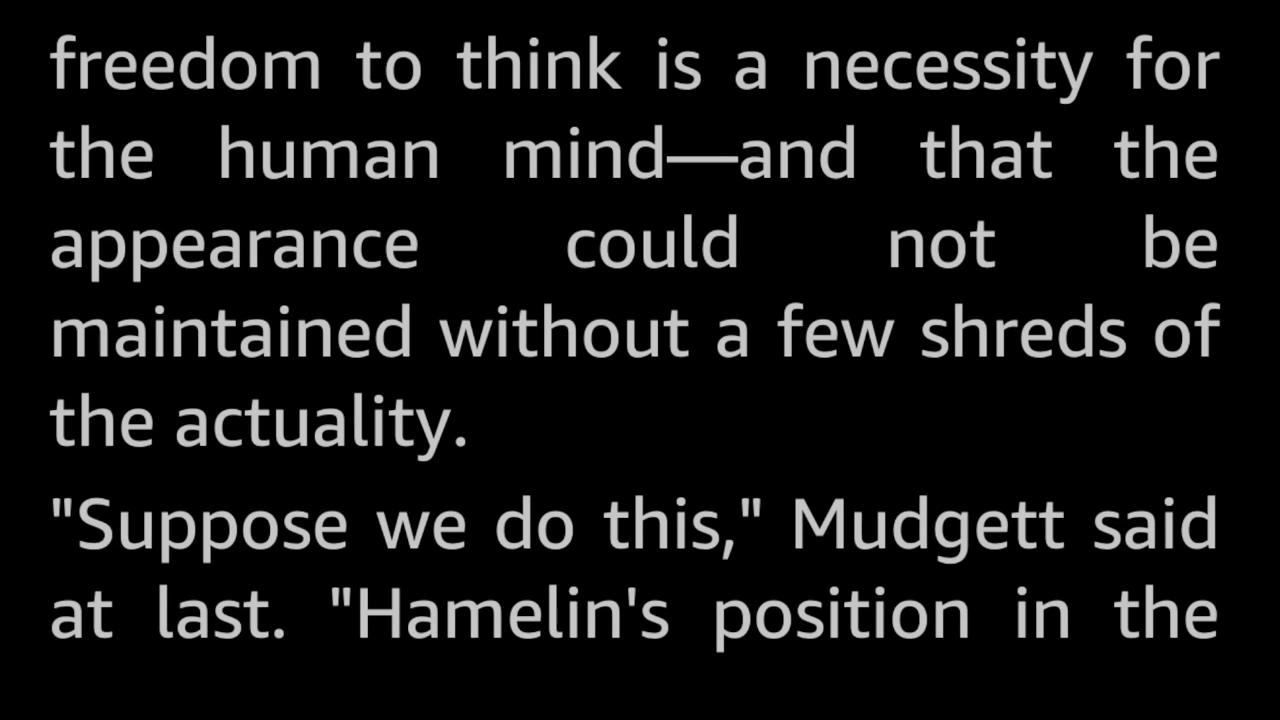 freedom to think is a necessity for
the human mind—and that the
appearance could not be
maintained without a few shreds of
the actuality.
"Suppose we do this," Mudgett said
at last. "Hamelin's position in the